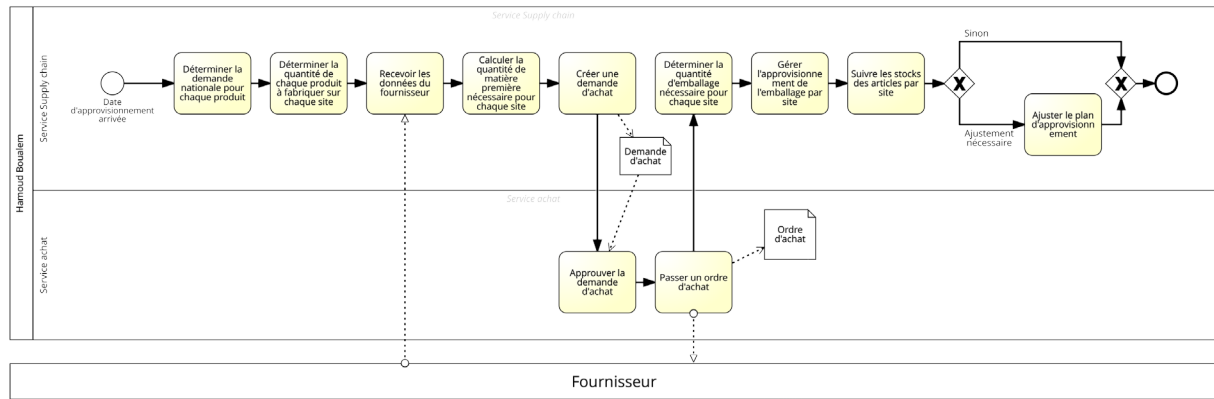 Service Supply chain
Hamoud Boualem
Service Supply chain
Date
d'approvisionnement
arrivée
Déterminer la
demande
nationale pour
chaque produit
Déterminer la
quantité de
chaque produit
à fabriquer sur
chaque site
Recevoir les
données du
fournisseur
Calculer la
quantité de
matière
première
nécessaire pour
chaque site
Créer une
demande
d'achat
Demande
d'achat
Déterminer la
quantité
d'emballage
nécessaire pour
chaque site
Gérer
l'approvisionne
ment de
l'emballage par
site
Suivre les stocks
des articles par
site
Sinon
Ajustement
nécessaire
Ajuster le plan
d'approvisionn
ement
Service achat
Service achat
Approuver la
demande
d'achat
Passer un ordre
d'achat
Ordre
d'achat
Fournisseur